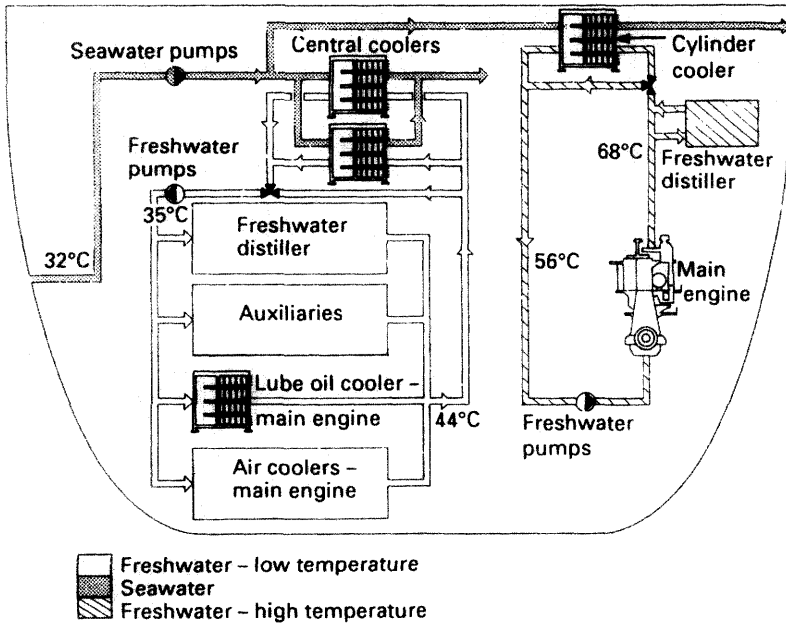 Seawater pumps
Central coolers
Cylinder
cooler
Freshwater
pumps
68°C
Freshwater
distiller
35°C
Freshwater
distiller
32°C
56°C
Main
engine
Auxiliaries
Lube oil cooler –
main engine
44°C
Freshwater
pumps
Air coolers –
main engine
Freshwater – low temperature
Seawater
Freshwater – high temperature